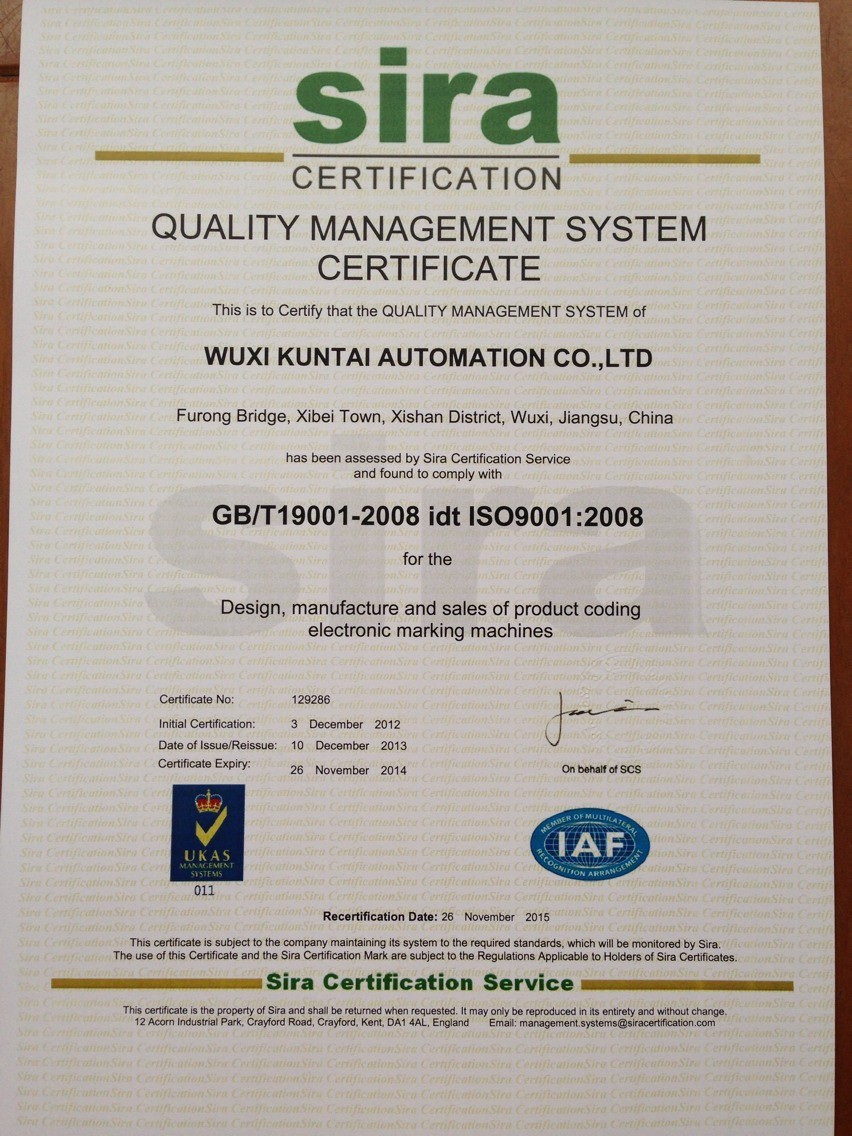 sira
CERTIFICATION
QUALITY MANAGEMENT SYSTEM
CERTIFICATE
This is to Certify that the QUALITY MANAGEMENT SYSTEM of
WUXI KUNTAI AUTOMATION CO.,LTD
Furong Bridge, Xibei Town, Xishan District, Wuxi, Jiangsu, China
has been assessed by Sira Certification Service
and found to comply with
GB/T19001-2008 idt ISO9001:2008
for the
Design, manufacture and sales of product coding
electronic marking machines
Certificate No: 129286
Initial Certification: 3 December 2012
Date of Issue/Reissue: 10 December 2013
Certificate Expiry: 26 November 2014
On behalf of SCS
UKAS
MANAGEMENT
SYSTEMS
011
MEMBER OF MULTILATERAL
IAF
RECOGNITION ARRANGEMENT
Recertification Date: 26 November 2015
This certificate is subject to the company maintaining its system to the required standards, which will be monitored by Sira.
The use of this Certificate and the Sira Certification Mark are subject to the Regulations Applicable to Holders of Sira Certificates.
Sira Certification Service
This certificate is the property of Sira and shall be returned when requested. It may only be reproduced in its entirety and without change.
12 Acorn Industrial Park, Crayford Road, Crayford, Kent, DA1 4AL, England Email: management.systems@siracertification.com